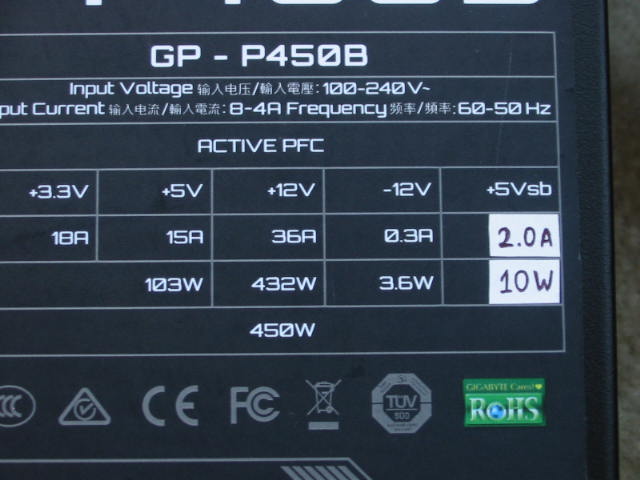 GP - P450B
Input Voltage 输入电压/輸入電壓: 100-240V~
put Current 输入电流/輸入電流: 8-4A Frequency 频率/頻率: 60-50 Hz
ACTIVE PFC
+3.3V +5V +12V -12V +5Vsb
18A 15A 36A 0.3A 2.0A
103W 432W 3.6W 10W
450W
CCC CE FC TÜV
SÜD
GIGABYTE Cares!
RoHS